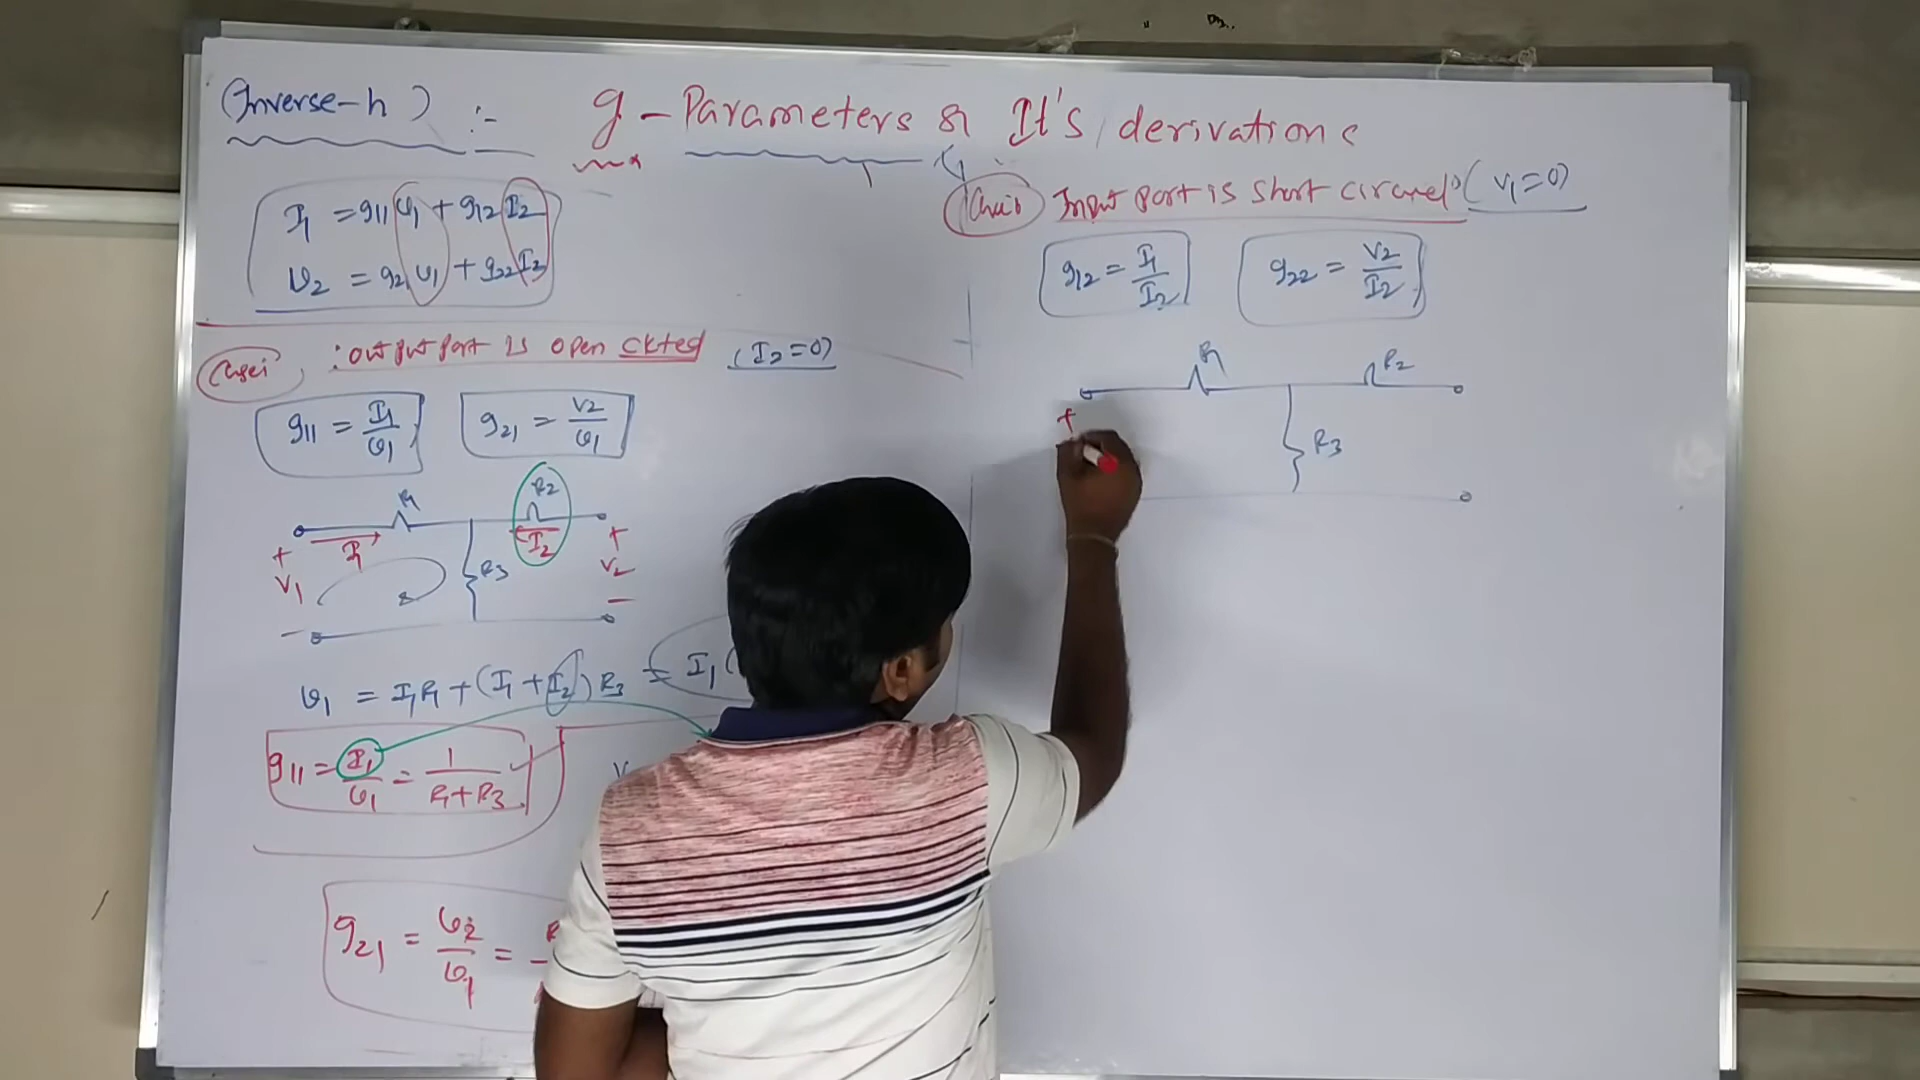 (Inverse-h) :-
g - Parameters & It's derivations
I1 = g11 V1 + g12 I2
V2 = g21 V1 + g22 I2
Case i : output port is open ckted (I2=0)
g11 = I1/V1 g21 = V2/V1
R1 R2
I1 I2
+ V1 - R3 + V2 -
V1 = I1R1 + (I1 + I2) R3 = I1 (
g11 = I1/V1 = 1/R1+R3
g21 = V2/V1 =
Input port is short (V1=0)
g12 = I1/I2 g22 = V2/I2
R1 R2
+
R3